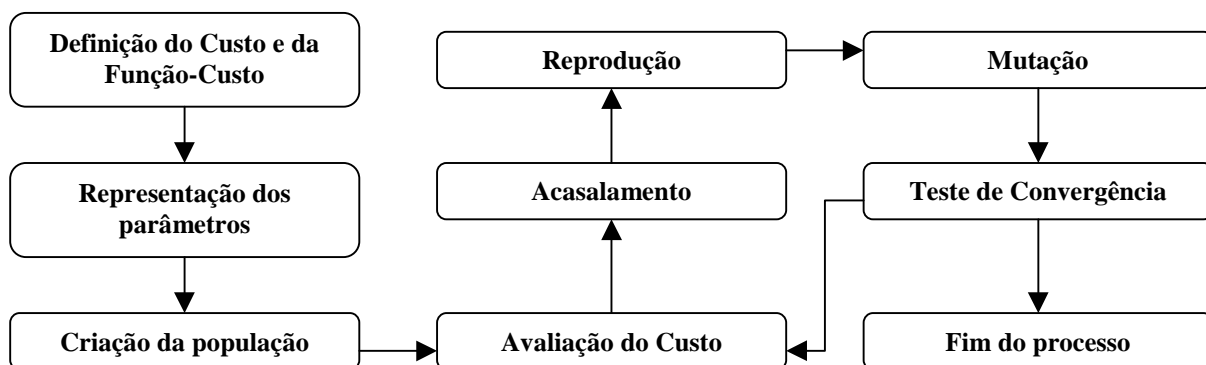 Definição do Custo e da
Função-Custo
Representação dos
parâmetros
Criação da população
Avaliação do Custo
Acasalamento
Reprodução
Mutação
Teste de Convergência
Fim do processo